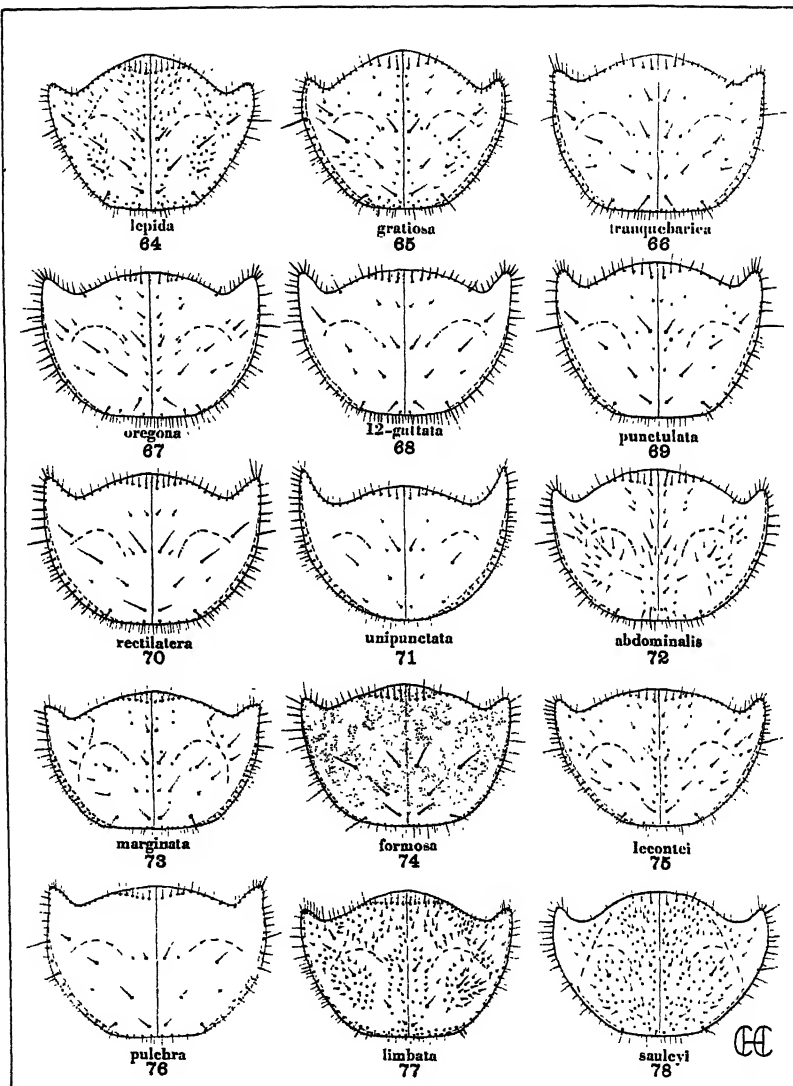 lepida
64
gratiosa
65
tranquebarica
66
oregona
67
12-guttata
68
punctulata
69
rectilatera
70
unipunctata
71
abdominalis
72
marginata
73
formosa
74
lecontei
75
pulchra
76
limbata
77
saulcyi
78